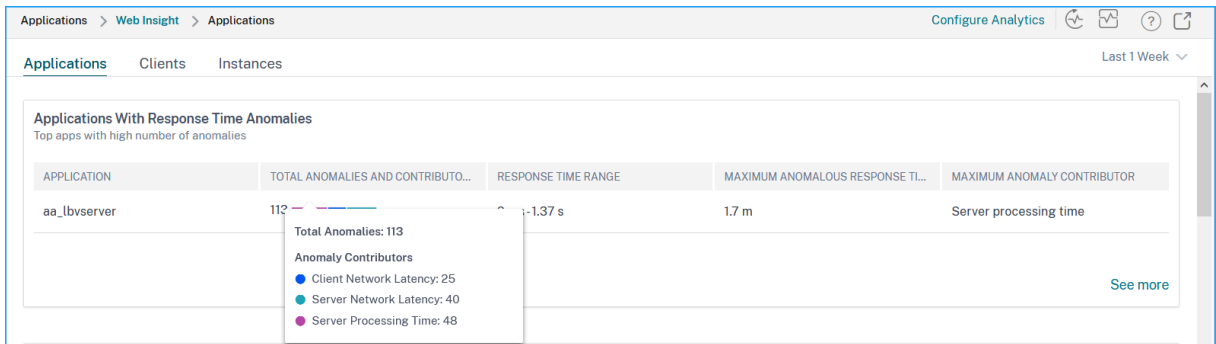 Applications > Web Insight > Applications
Configure Analytics
Applications Clients Instances
Last 1 Week
Applications With Response Time Anomalies
Top apps with high number of anomalies
APPLICATION TOTAL ANOMALIES AND CONTRIBUTO... RESPONSE TIME RANGE MAXIMUM ANOMALOUS RESPONSE TI... MAXIMUM ANOMALY CONTRIBUTOR
aa_lbvserver 113 - 1.37 s 1.7 m Server processing time
Total Anomalies: 113
Anomaly Contributors
Client Network Latency: 25
Server Network Latency: 40
Server Processing Time: 48
See more